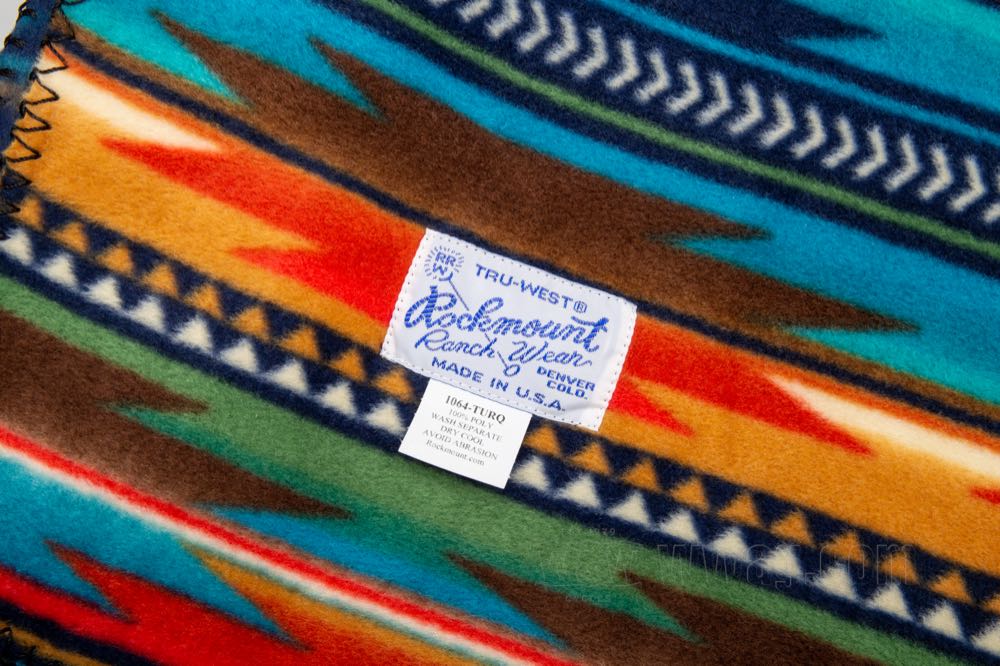 RR
W
TRU-WEST®
Rockmount
Ranch Wear
DENVER
COLO.
MADE IN U.S.A.
1064-TURQ
100% POLY
WASH SEPARATE
DRY COOL
AVOID ABRASION
Rockmount.com